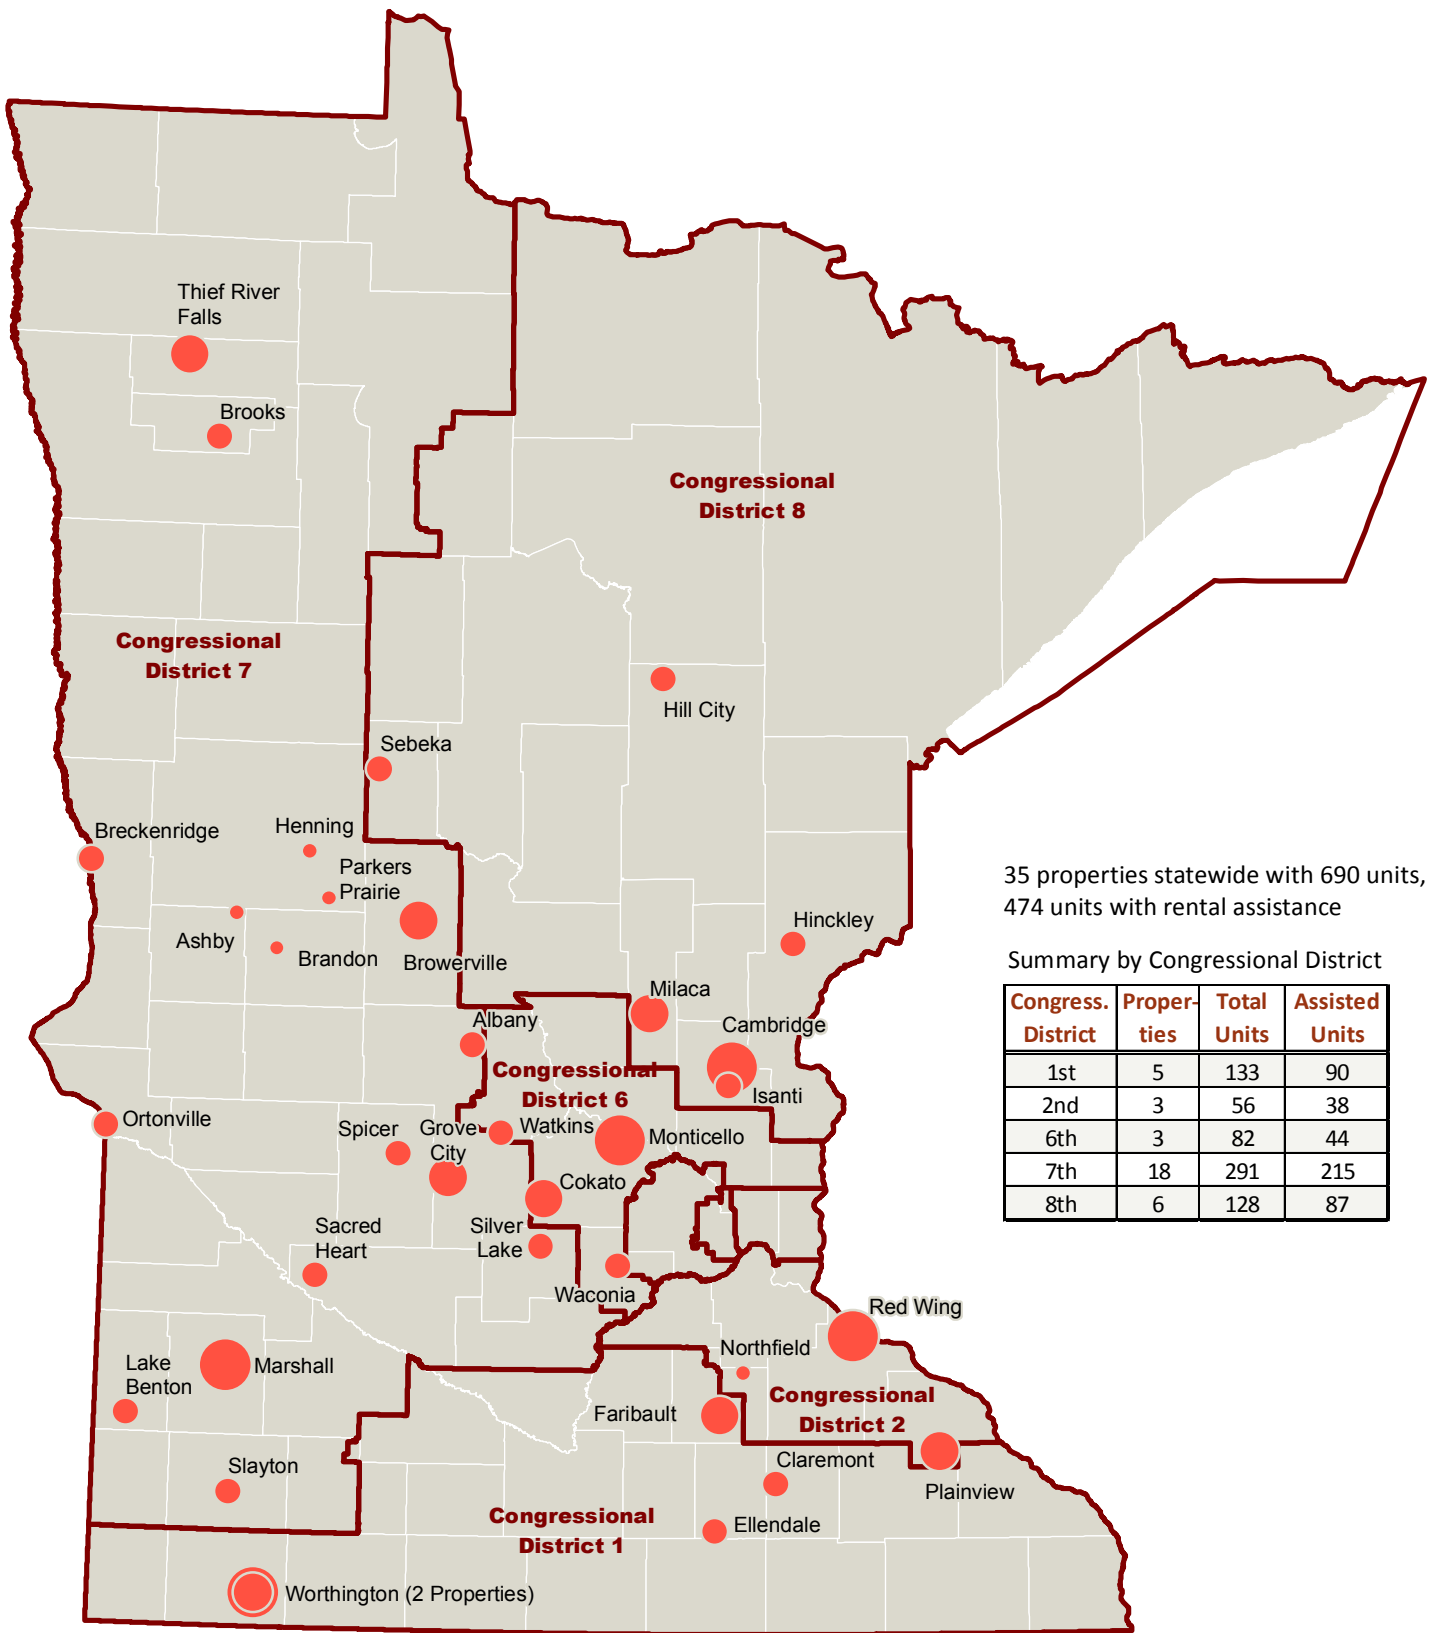 Thief River
Falls
Brooks
Congressional
District 8
Congressional
District 7
Hill City
Sebeka
Breckenridge
Henning
Parkers
Prairie
Ashby
Brandon
Browerville
Hinckley
Milaca
Albany
Cambridge
Congressional
District 6
Isanti
Ortonville
Spicer
Grove
City
Watkins
Monticello
Cokato
Silver
Lake
Sacred
Heart
Waconia
Red Wing
Northfield
Lake
Benton
Marshall
Congressional
District 2
Faribault
Claremont
Slayton
Plainview
Congressional
District 1
Ellendale
Worthington (2 Properties)
35 properties statewide with 690 units,
474 units with rental assistance
Summary by Congressional District
Congress. Proper- Total Assisted
District ties Units Units
1st 5 133 90
2nd 3 56 38
6th 3 82 44
7th 18 291 215
8th 6 128 87